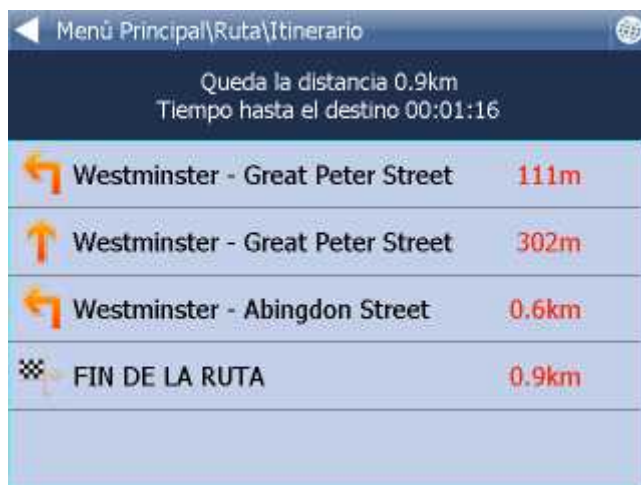 Menú Principal\Ruta\Itinerario
Queda la distancia 0.9km
Tiempo hasta el destino 00:01:16
Westminster - Great Peter Street 111m
Westminster - Great Peter Street 302m
Westminster - Abingdon Street 0.6km
FIN DE LA RUTA 0.9km